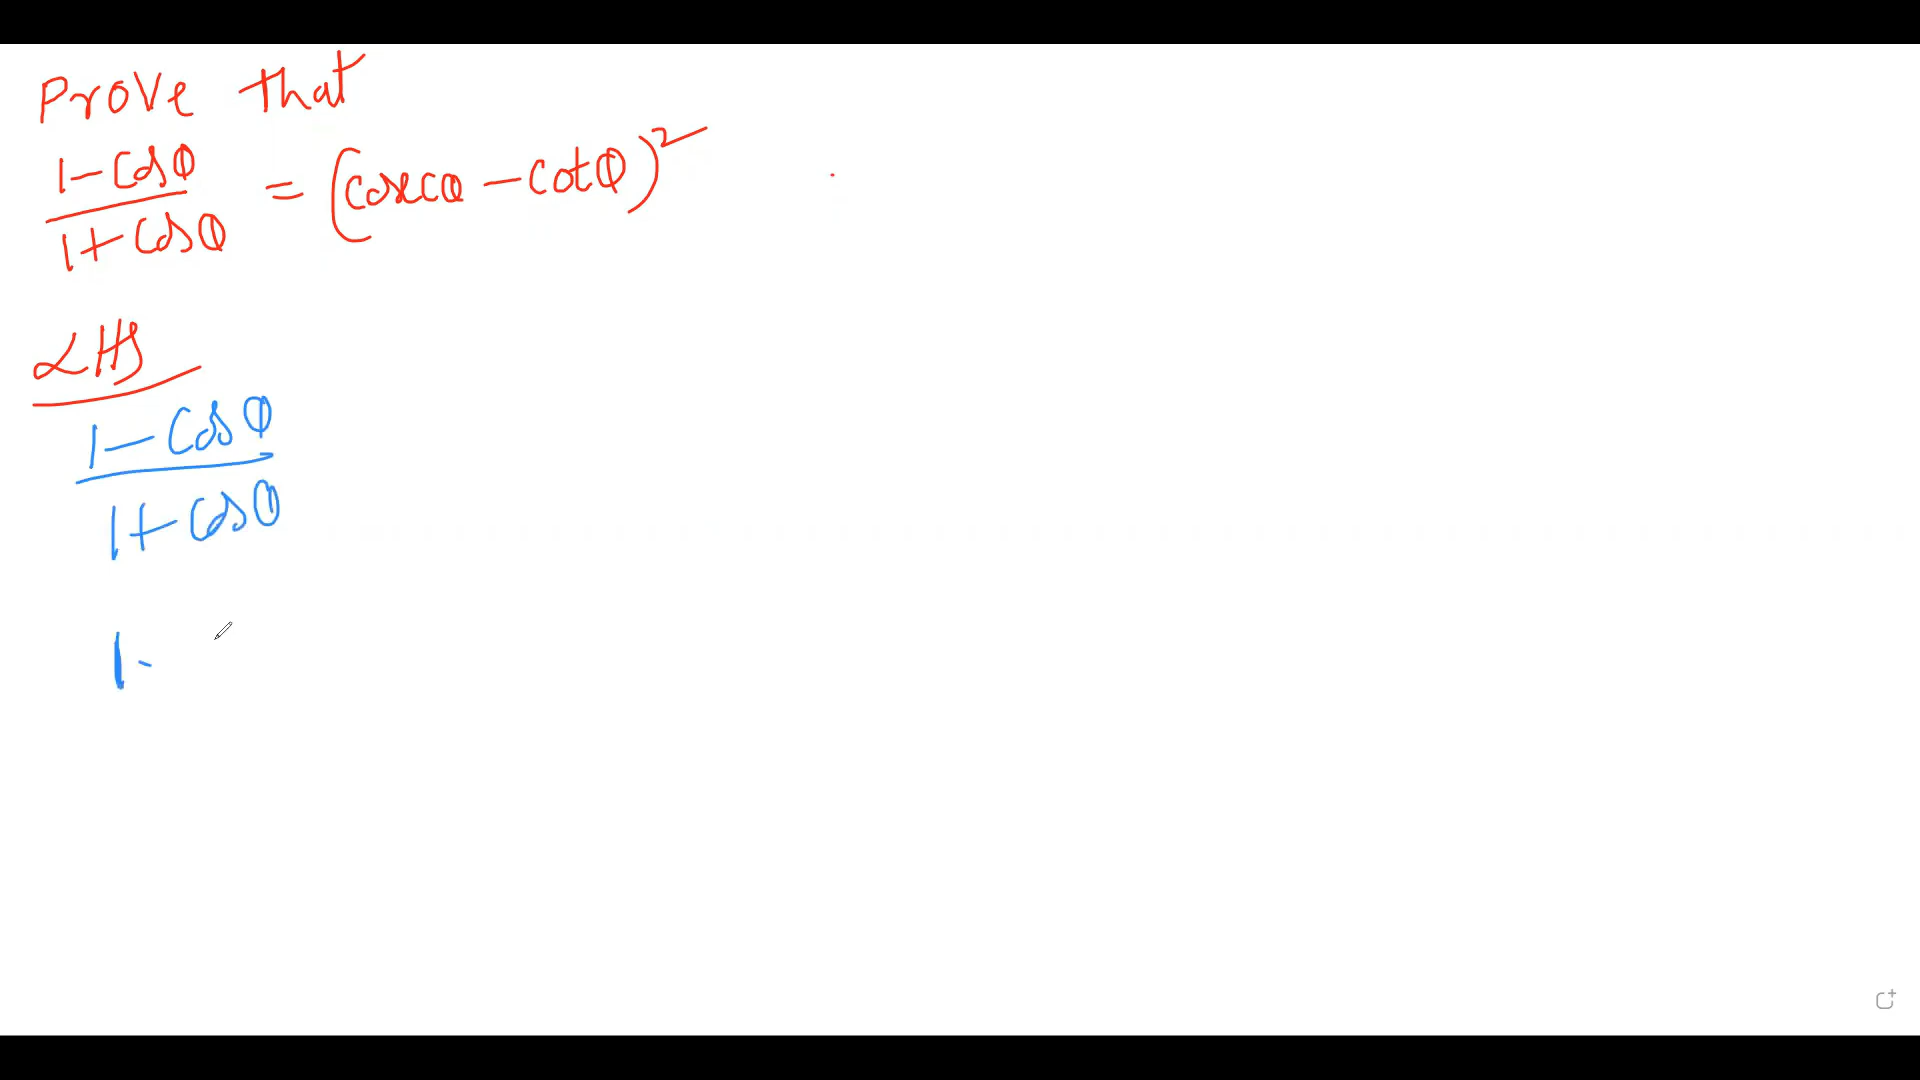 Prove that
1 - Cosθ / 1 + Cosθ = (cosecθ - cotθ)²
LHS
1 - Cosθ
1 + Cosθ
1 -